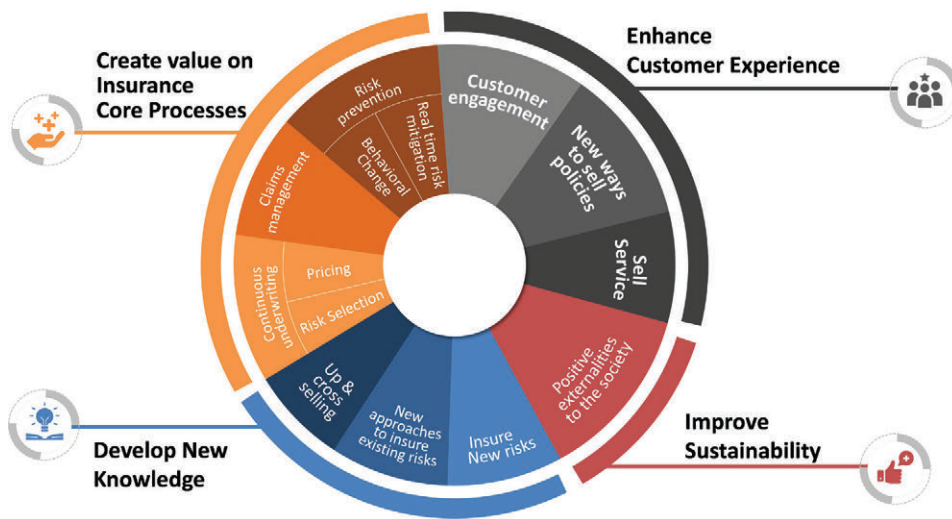 Create value on
Insurance
Core Processes
Enhance
Customer Experience
Develop New
Knowledge
Improve
Sustainability
Customer
engagement
New ways
to sell
policies
Sell
Service
Positive
externalities
to the society
Insure
New risks
New
approaches
to insure
existing risks
Up &
cross
selling
Continuous
underwriting
Risk Selection
Pricing
Claims
management
Risk
prevention
Behavioral
Change
Real time risk
mitigation